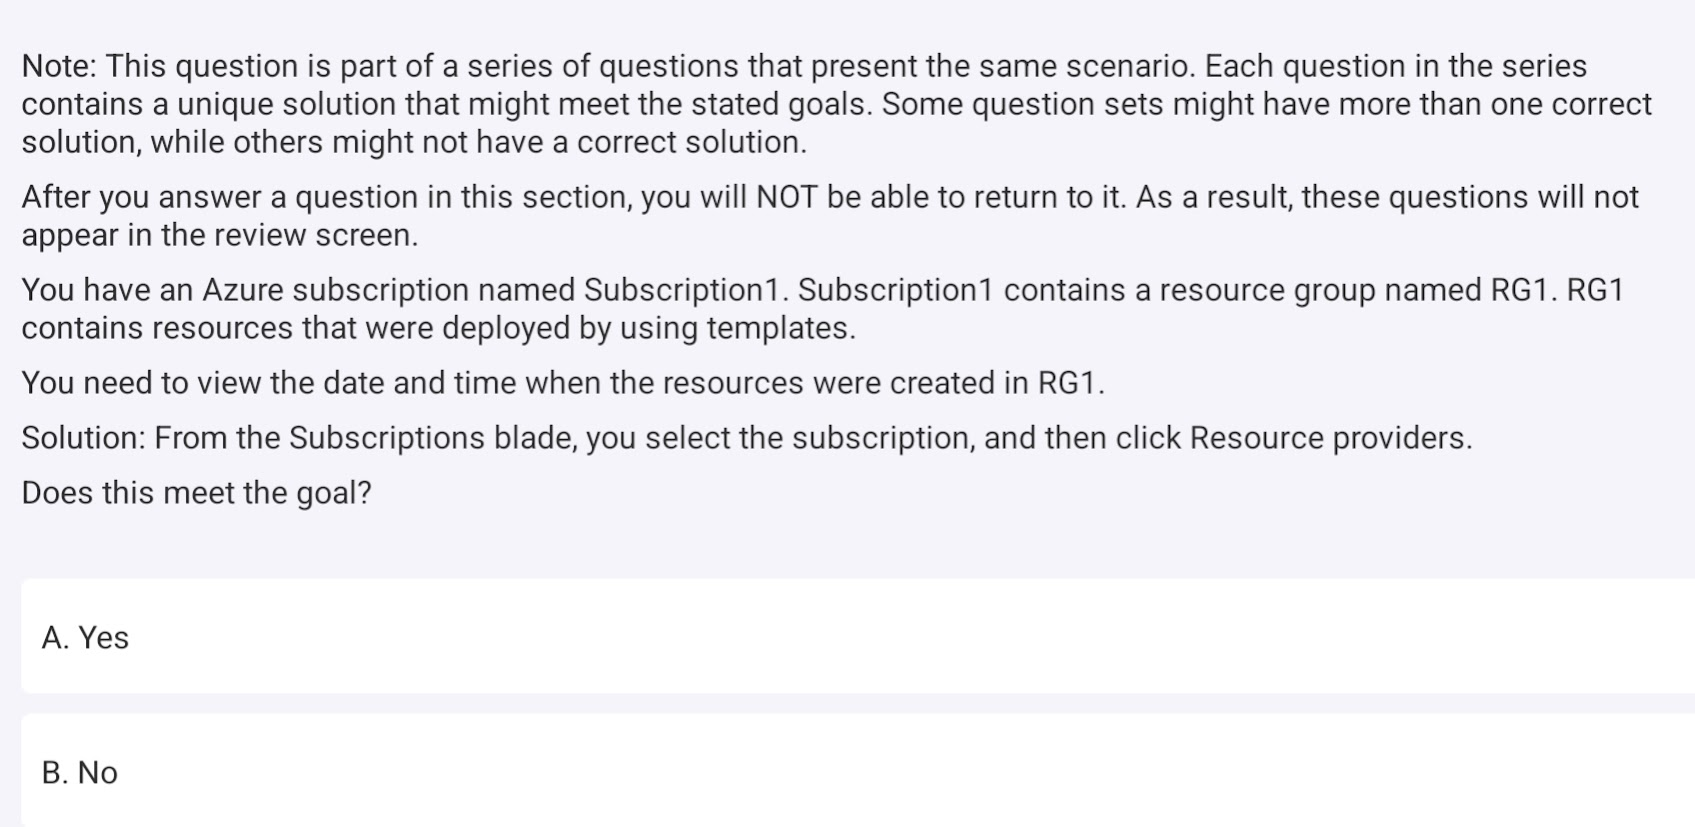 Note: This question is part of a series of questions that present the same scenario. Each question in the series
contains a unique solution that might meet the stated goals. Some question sets might have more than one correct
solution, while others might not have a correct solution.
After you answer a question in this section, you will NOT be able to return to it. As a result, these questions will not
appear in the review screen.
You have an Azure subscription named Subscription1. Subscription1 contains a resource group named RG1. RG1
contains resources that were deployed by using templates.
You need to view the date and time when the resources were created in RG1.
Solution: From the Subscriptions blade, you select the subscription, and then click Resource providers.
Does this meet the goal?
A. Yes
B. No